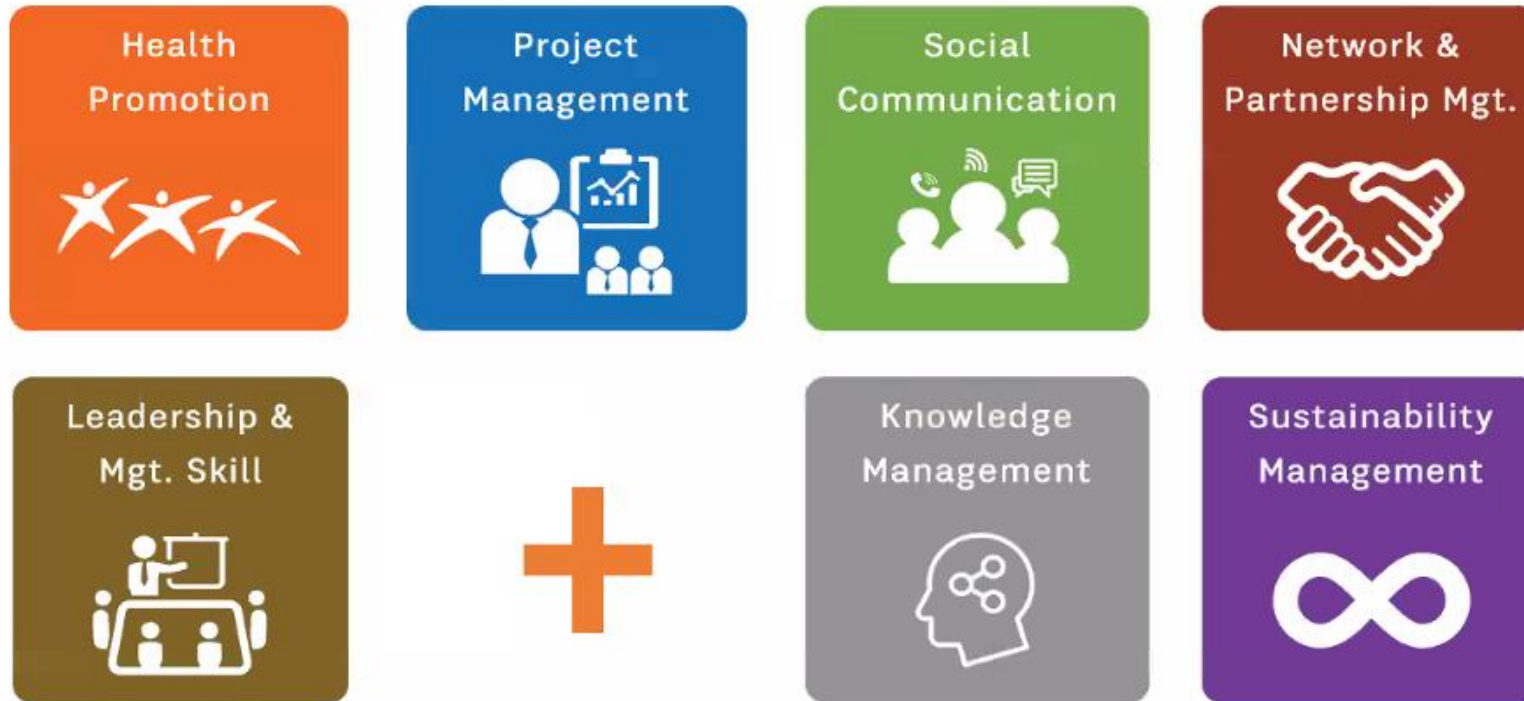 Health
Promotion
Project
Management
Social
Communication
Network &
Partnership Mgt.
Leadership &
Mgt. Skill
Knowledge
Management
Sustainability
Management